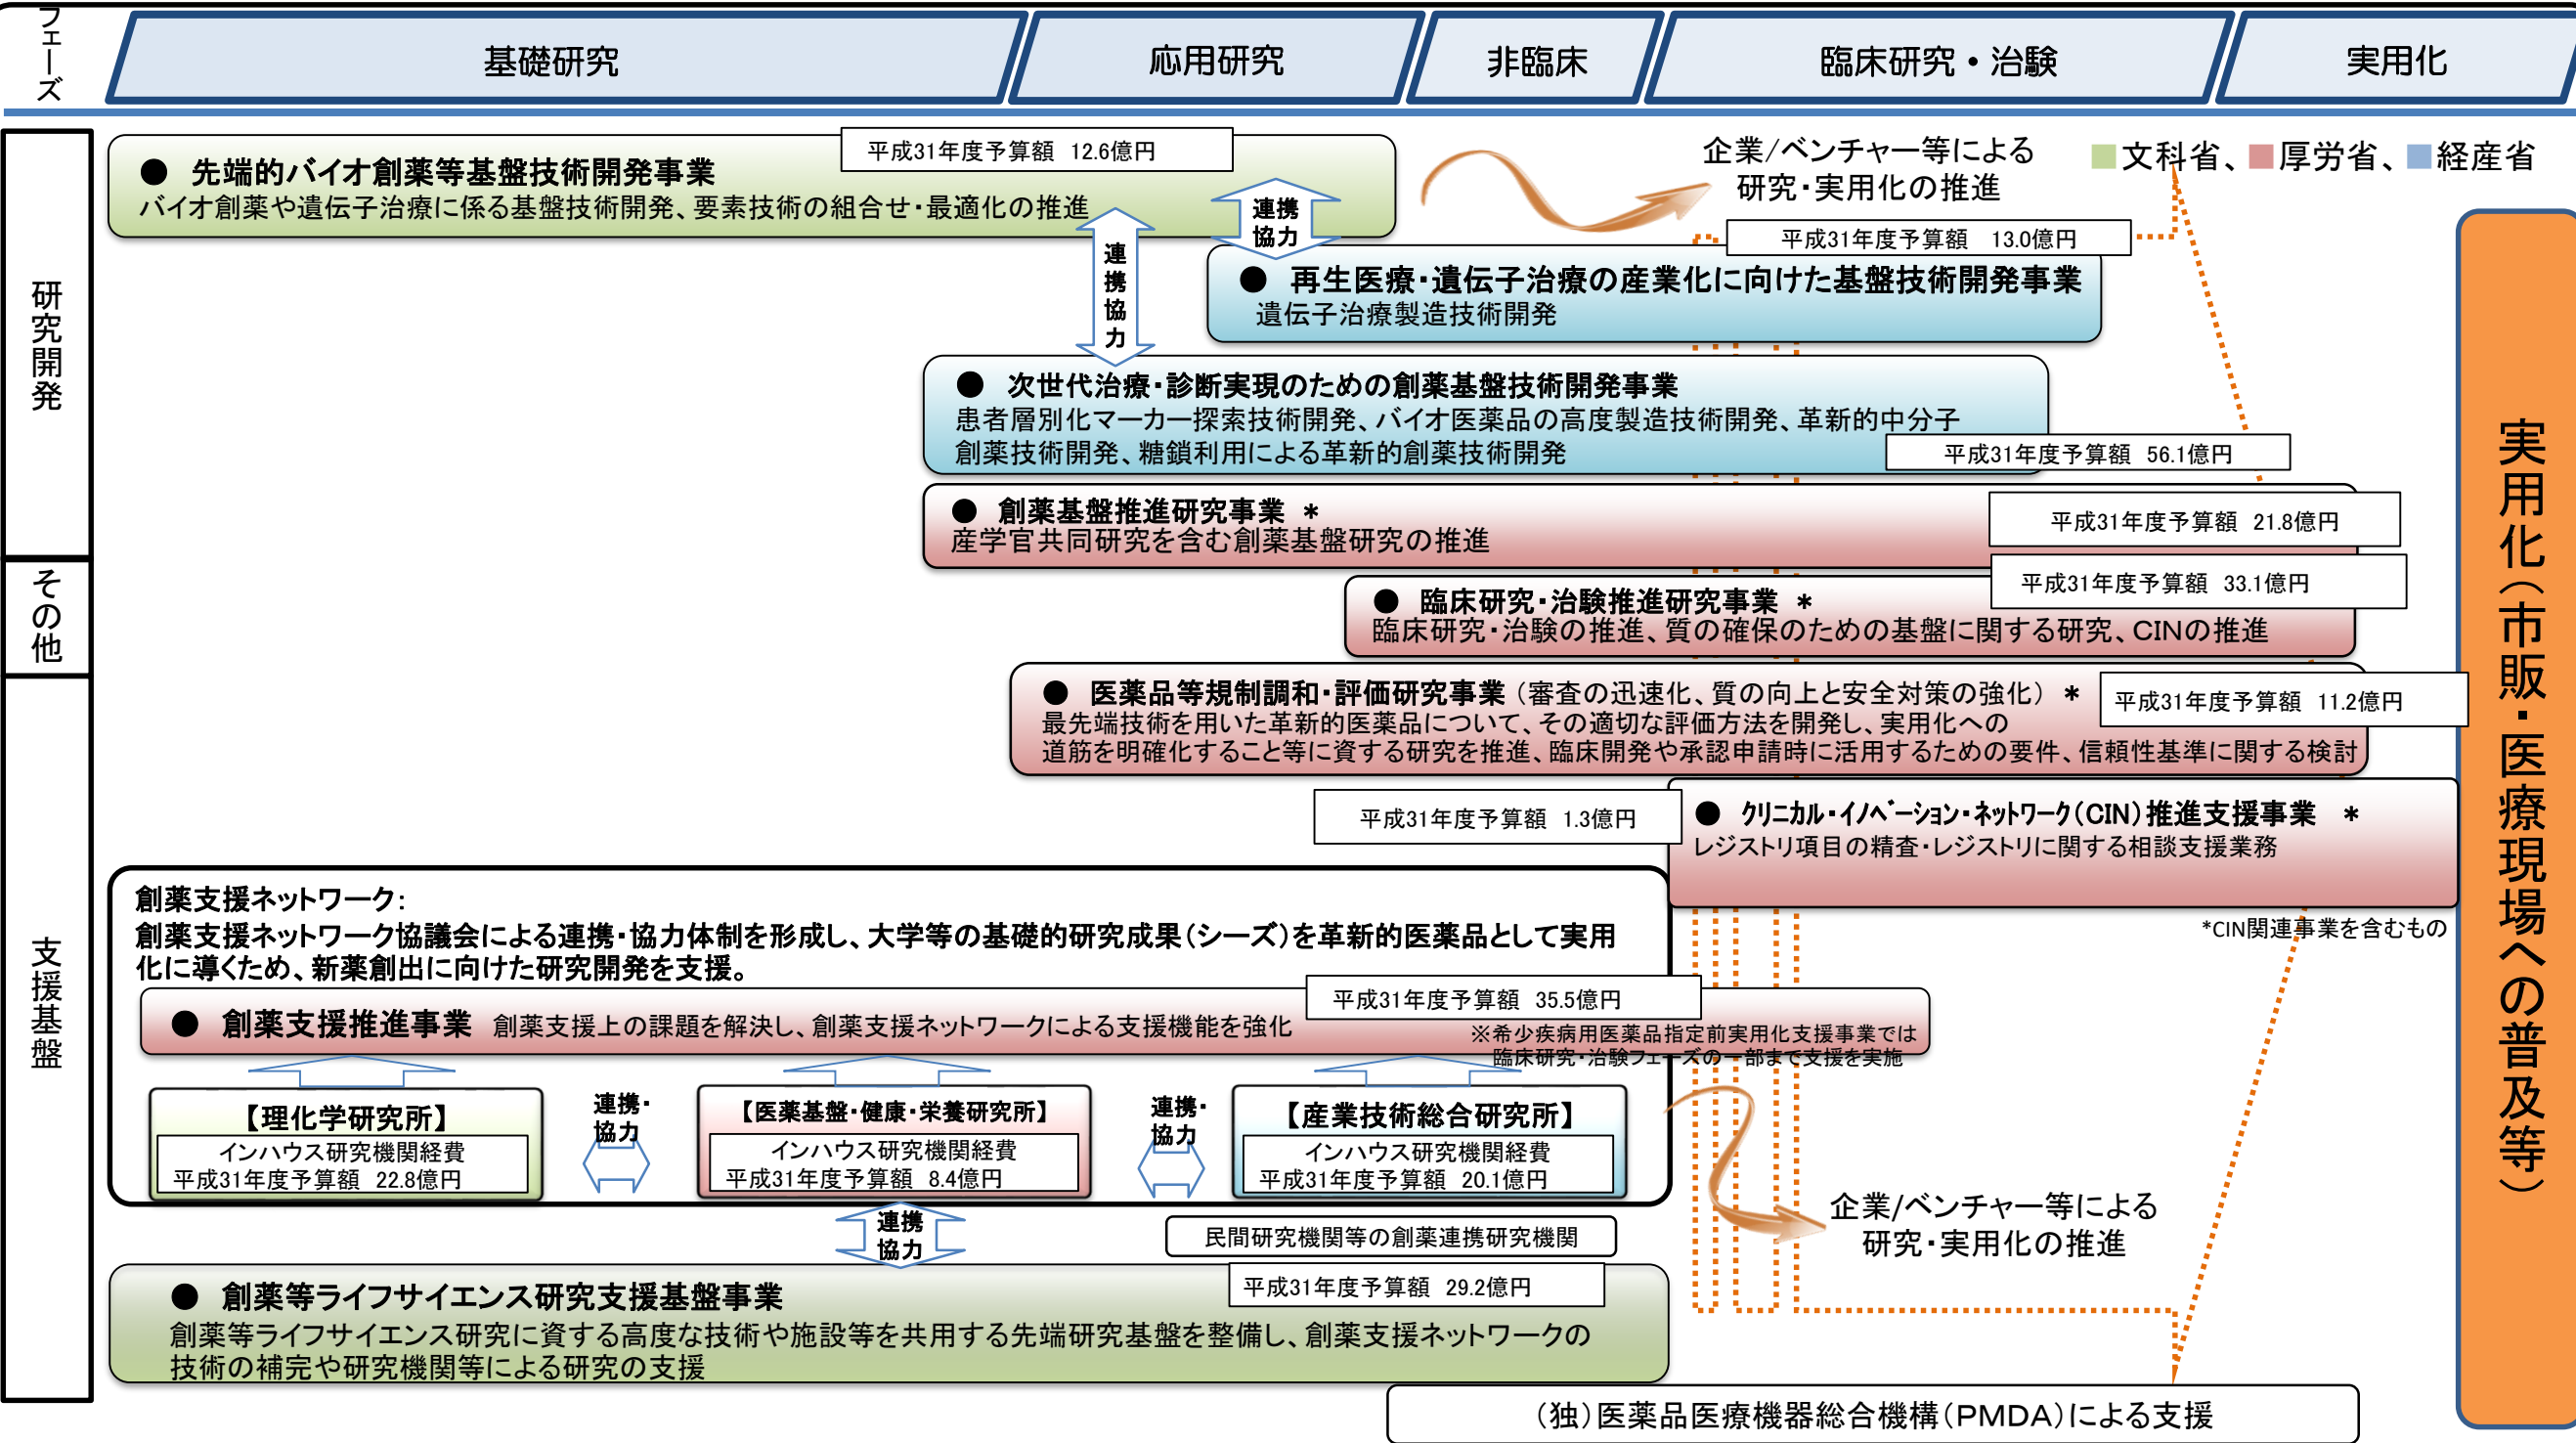 フェーズ
基礎研究
応用研究
非臨床
臨床研究・治験
実用化
研究開発
その他
支援基盤
平成31年度予算額 12.6億円
● 先端的バイオ創薬等基盤技術開発事業
バイオ創薬や遺伝子治療に係る基盤技術開発、要素技術の組合せ・最適化の推進
連携
協力
連携協力
企業/ベンチャー等による
研究・実用化の推進
文科省、厚労省、経産省
平成31年度予算額 13.0億円
● 再生医療・遺伝子治療の産業化に向けた基盤技術開発事業
遺伝子治療製造技術開発
● 次世代治療・診断実現のための創薬基盤技術開発事業
患者層別化マーカー探索技術開発、バイオ医薬品の高度製造技術開発、革新的中分子
創薬技術開発、糖鎖利用による革新的創薬技術開発
平成31年度予算額 56.1億円
● 創薬基盤推進研究事業 *
産学官共同研究を含む創薬基盤研究の推進
平成31年度予算額 21.8億円
平成31年度予算額 33.1億円
● 臨床研究・治験推進研究事業 *
臨床研究・治験の推進、質の確保のための基盤に関する研究、CINの推進
● 医薬品等規制調和・評価研究事業（審査の迅速化、質の向上と安全対策の強化） *
平成31年度予算額 11.2億円
最先端技術を用いた革新的医薬品について、その適切な評価方法を開発し、実用化への
道筋を明確化すること等に資する研究を推進、臨床開発や承認申請時に活用するための要件、信頼性基準に関する検討
平成31年度予算額 1.3億円
● クリニカル・イノベーション・ネットワーク（CIN）推進支援事業 *
レジストリ項目の精査・レジストリに関する相談支援業務
*CIN関連事業を含むもの
創薬支援ネットワーク：
創薬支援ネットワーク協議会による連携・協力体制を形成し、大学等の基礎的研究成果（シーズ）を革新的医薬品として実用
化に導くため、新薬創出に向けた研究開発を支援。
平成31年度予算額 35.5億円
● 創薬支援推進事業 創薬支援上の課題を解決し、創薬支援ネットワークによる支援機能を強化
※希少疾病用医薬品指定前実用化支援事業では
臨床研究・治験フェーズの一部まで支援を実施
【理化学研究所】
インハウス研究機関経費
平成31年度予算額 22.8億円
連携・
協力
【医薬基盤・健康・栄養研究所】
インハウス研究機関経費
平成31年度予算額 8.4億円
連携・
協力
【産業技術総合研究所】
インハウス研究機関経費
平成31年度予算額 20.1億円
連携
協力
民間研究機関等の創薬連携研究機関
企業/ベンチャー等による
研究・実用化の推進
平成31年度予算額 29.2億円
● 創薬等ライフサイエンス研究支援基盤事業
創薬等ライフサイエンス研究に資する高度な技術や施設等を共用する先端研究基盤を整備し、創薬支援ネットワークの
技術の補完や研究機関等による研究の支援
（独）医薬品医療機器総合機構（PMDA）による支援
実用化（市販・医療現場への普及等）